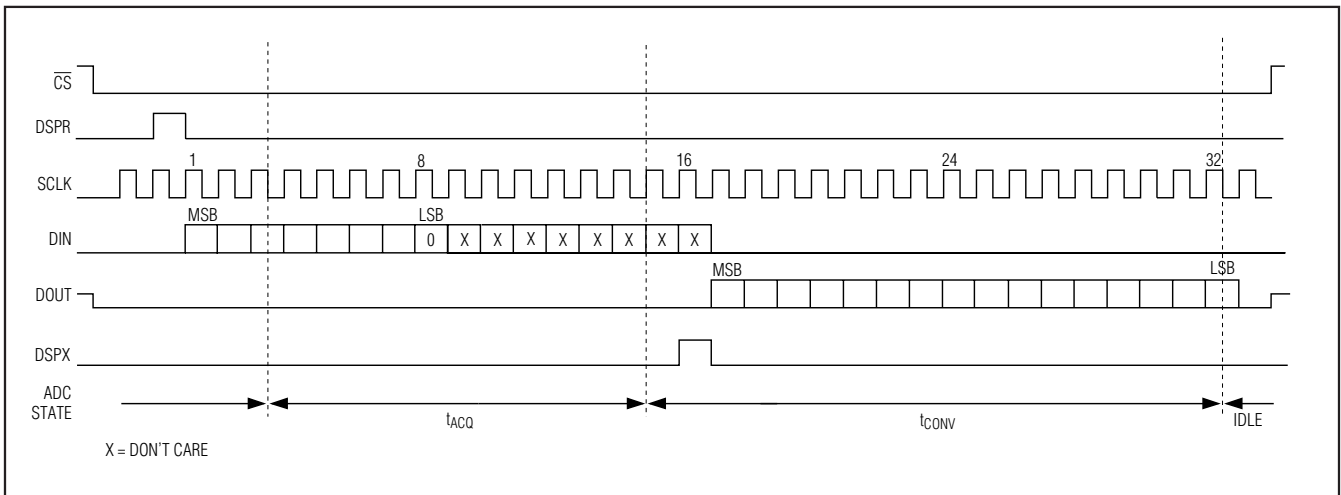 CS
DSPR
1 8 16 24 32
SCLK
MSB LSB
DIN 0 X X X X X X X X
MSB LSB
DOUT
DSPX
ADC
STATE
tACQ tCONV IDLE
X = DON'T CARE